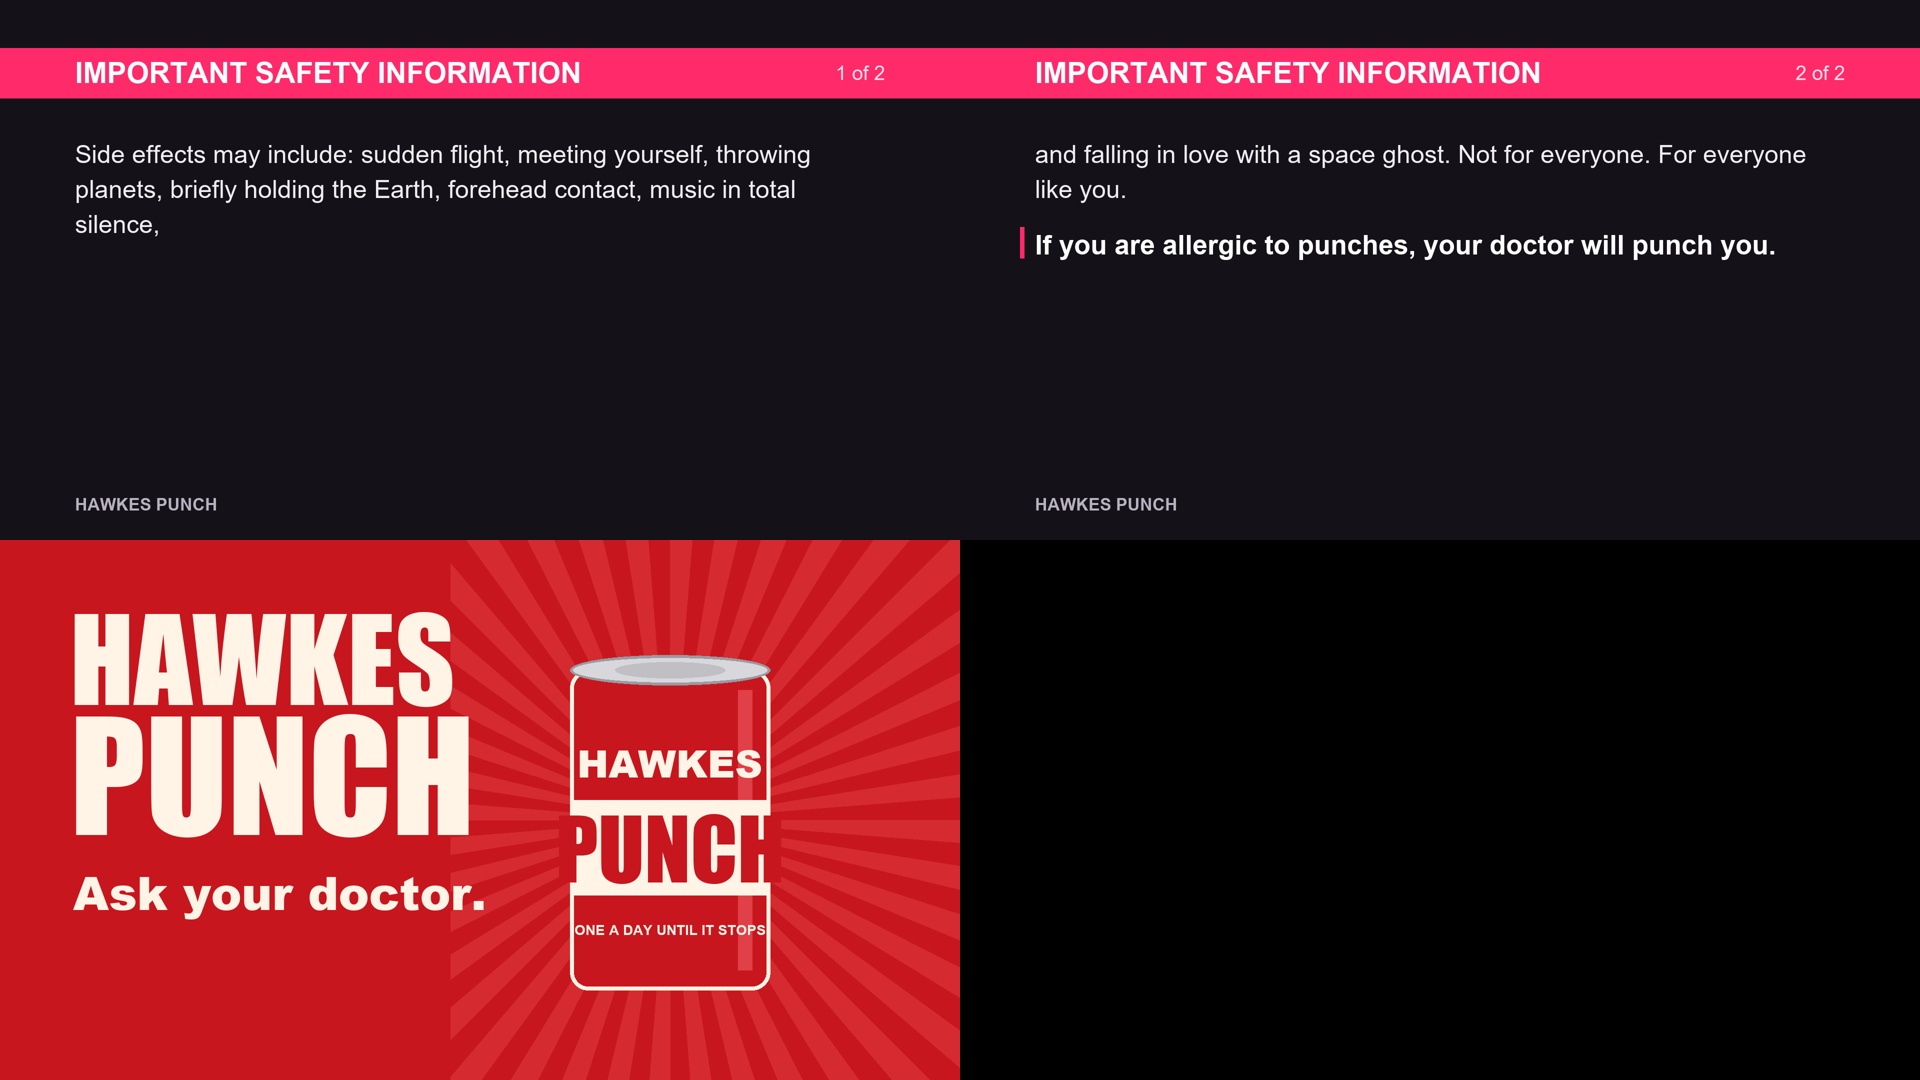 IMPORTANT SAFETY INFORMATION
1 of 2
Side effects may include: sudden flight, meeting yourself, throwing
planets, briefly holding the Earth, forehead contact, music in total
silence,
HAWKES PUNCH
IMPORTANT SAFETY INFORMATION
2 of 2
and falling in love with a space ghost. Not for everyone. For everyone
like you.
If you are allergic to punches, your doctor will punch you.
HAWKES PUNCH
HAWKES
PUNCH
Ask your doctor.
HAWKES
PUNCH
ONE A DAY UNTIL IT STOPS